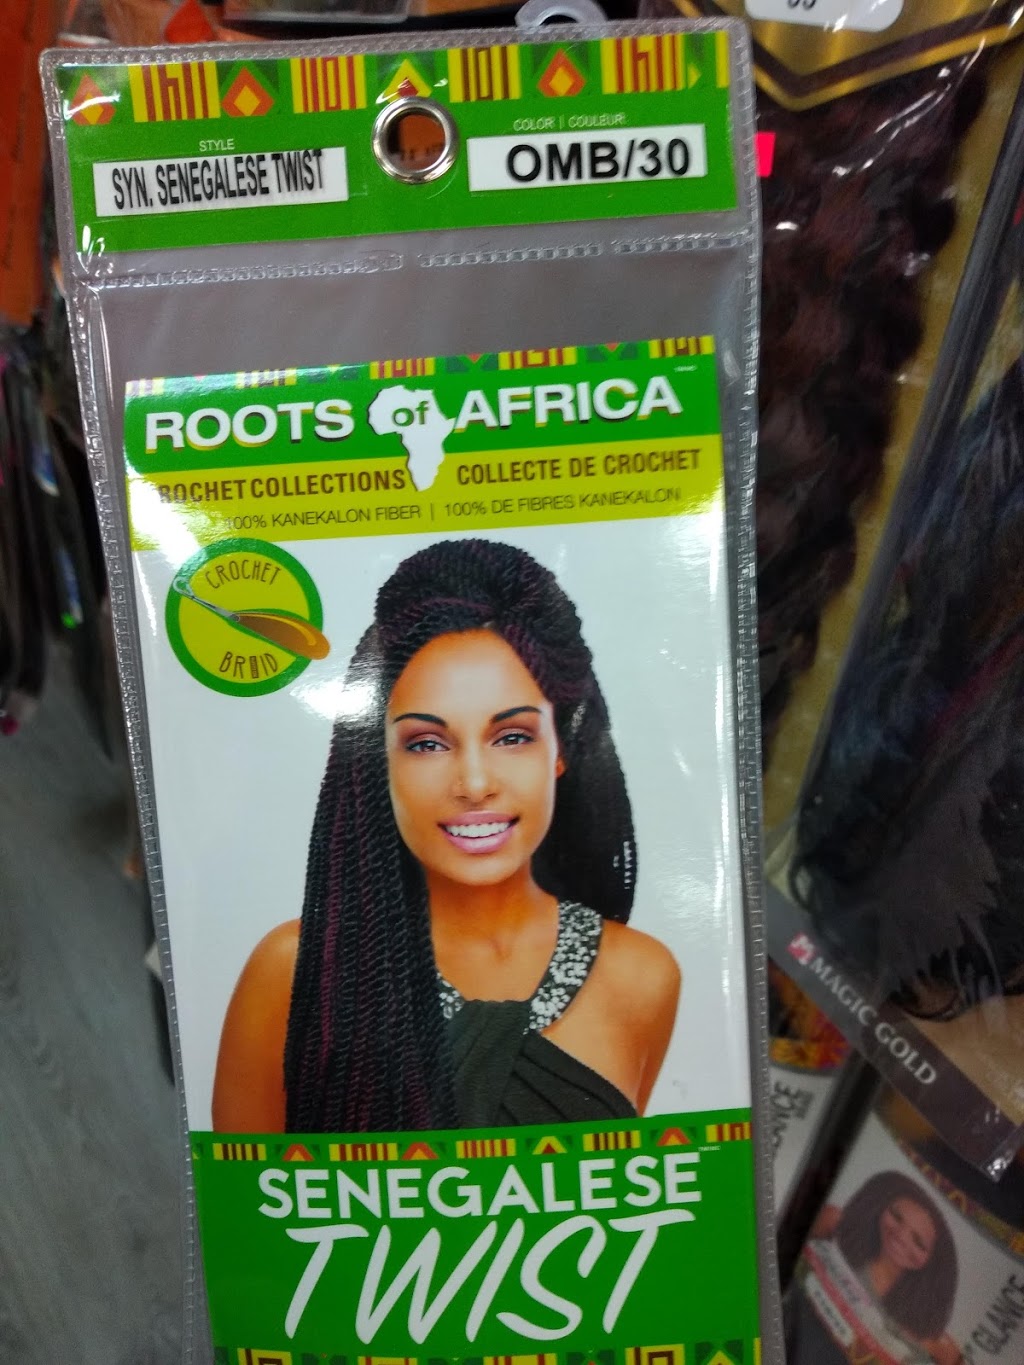 STYLE
SYN. SENEGALESE TWIST
COLOR | COULEUR
OMB/30
ROOTS of AFRICA
ROCHET COLLECTIONS
COLLECTE DE CROCHET
100% KANEKALON FIBER | 100% DE FIBRES KANEKALON
CROCHET
BRAID
SENEGALESE
TWIST
MAGIC GOLD
GLANCE